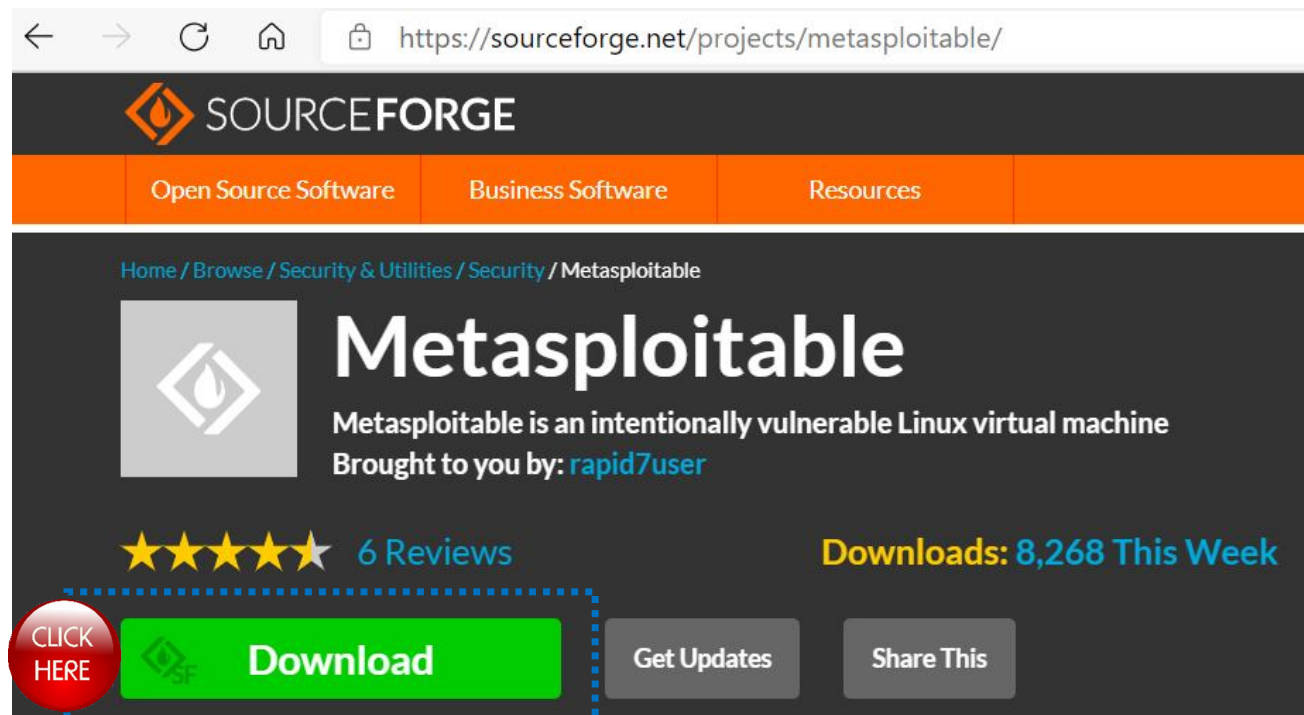 https://sourceforge.net/projects/metasploitable/
SOURCEFORGE
Open Source Software Business Software Resources
Home / Browse / Security & Utilities / Security / Metasploitable
Metasploitable
Metasploitable is an intentionally vulnerable Linux virtual machine
Brought to you by: rapid7user
6 Reviews Downloads: 8,268 This Week
CLICK
HERE
SF Download Get Updates Share This